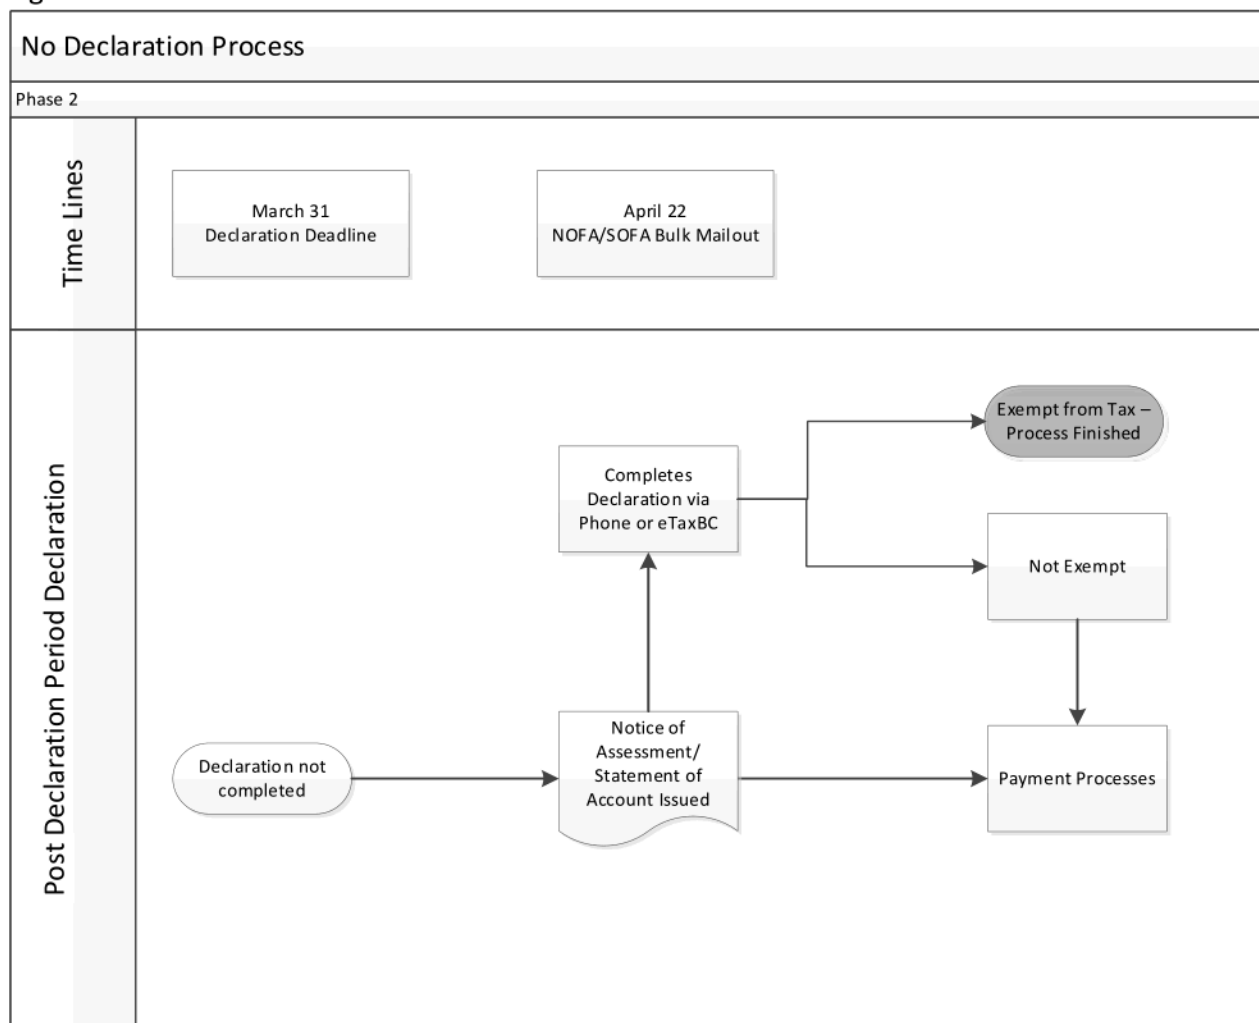 No Declaration Process
Phase 2
Time Lines
March 31
Declaration Deadline
April 22
NOFA/SOFA Bulk Mailout
Post Declaration Period Declaration
Exempt from Tax –
Process Finished
Completes
Declaration via
Phone or eTaxBC
Not Exempt
Notice of
Assessment/
Statement of
Account Issued
Declaration not
completed
Payment Processes